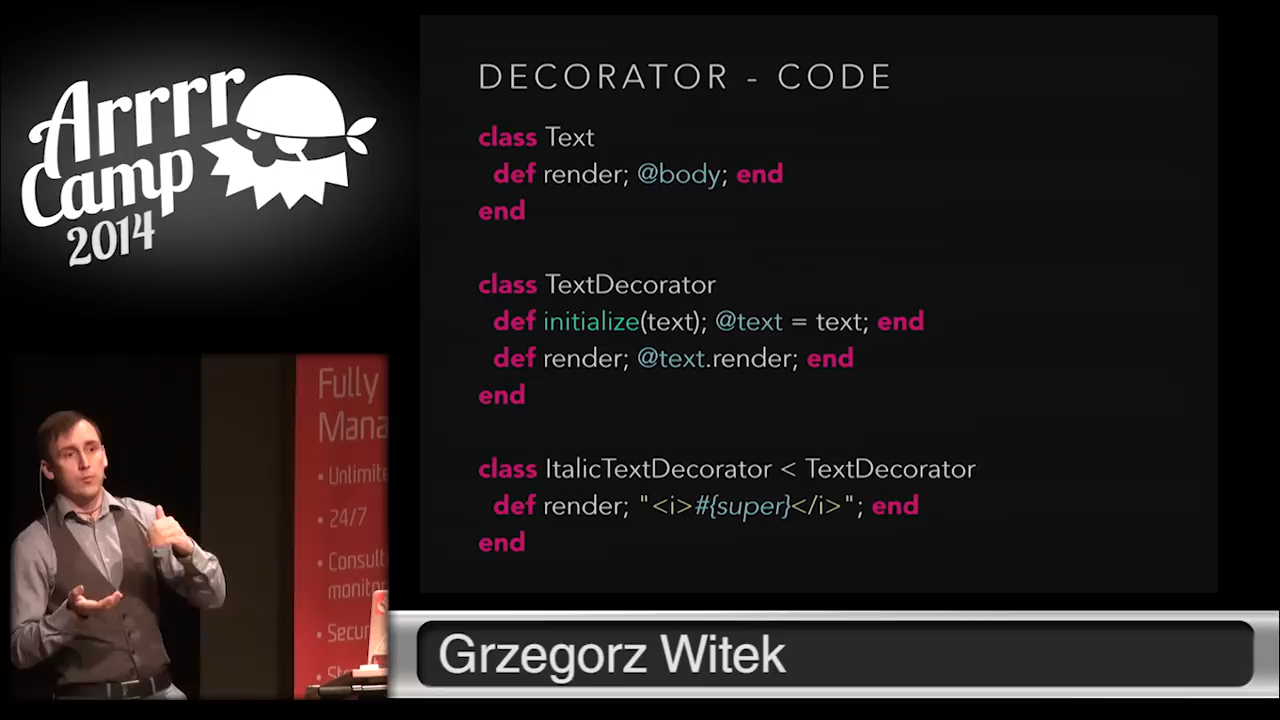 Arrrr
Camp
2014
DECORATOR - CODE
class Text
def render; @body; end
end
class TextDecorator
def initialize(text); @text = text; end
def render; @text.render; end
end
class ItalicTextDecorator < TextDecorator
def render; "<i>#{super}</i>"; end
end
Fully
Mana
• Unlimite
• 24/7
• Consult
monitor
• Secur
Grzegorz Witek